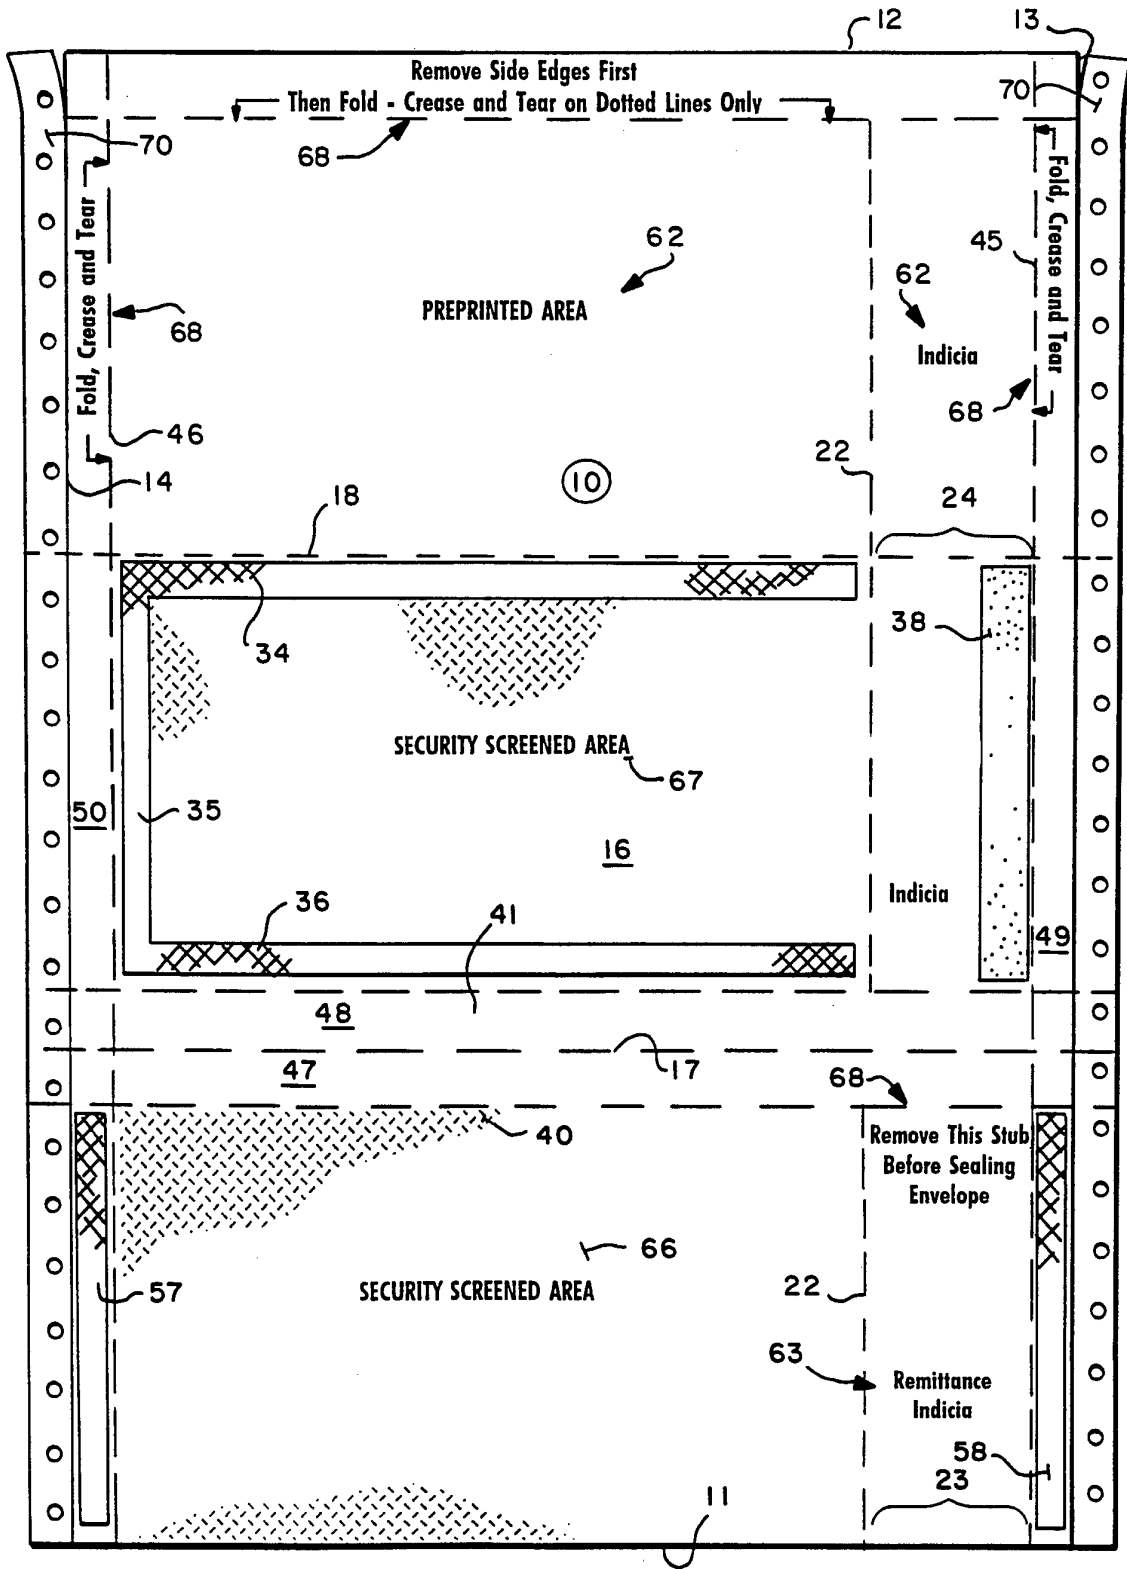 12
13
Remove Side Edges First
Then Fold - Crease and Tear on Dotted Lines Only
70
70
68
Fold, Crease and Tear
Fold, Crease and Tear
62
45
62
PREPRINTED AREA
68
Indicia
68
46
22
10
14
18
24
38
34
SECURITY SCREENED AREA
67
50
35
16
Indicia
36
41
49
48
17
47
68
40
Remove This Stub
Before Sealing
Envelope
66
57
SECURITY SCREENED AREA
22
63
Remittance
Indicia
58
23
11